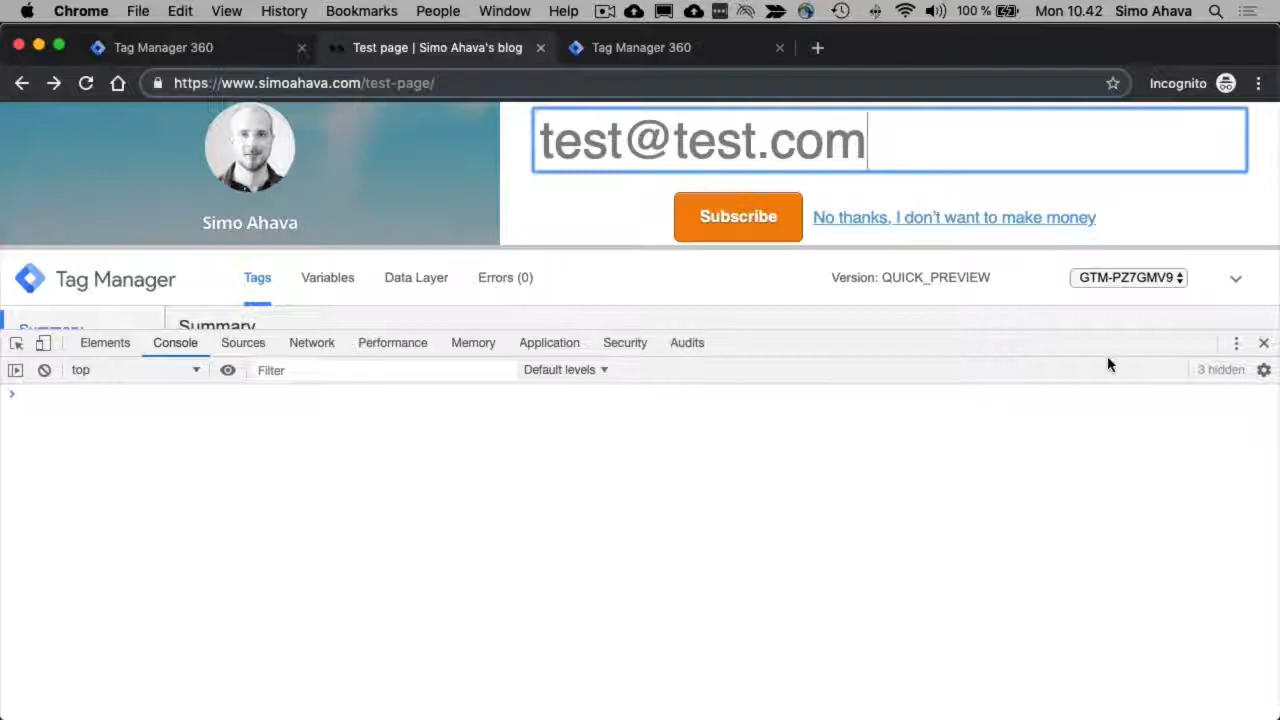 Chrome File Edit View History Bookmarks People Window Help 100 % Mon 10.42 Simo Ahava
Tag Manager 360 Test page | Simo Ahava's blog Tag Manager 360
https://www.simoahava.com/test-page/ Incognito
test@test.com
Simo Ahava
Subscribe No thanks, I don't want to make money
Tag Manager Tags Variables Data Layer Errors (0) Version: QUICK_PREVIEW GTM-PZ7GMV9
Summary Summary
Elements Console Sources Network Performance Memory Application Security Audits
top Filter Default levels 3 hidden